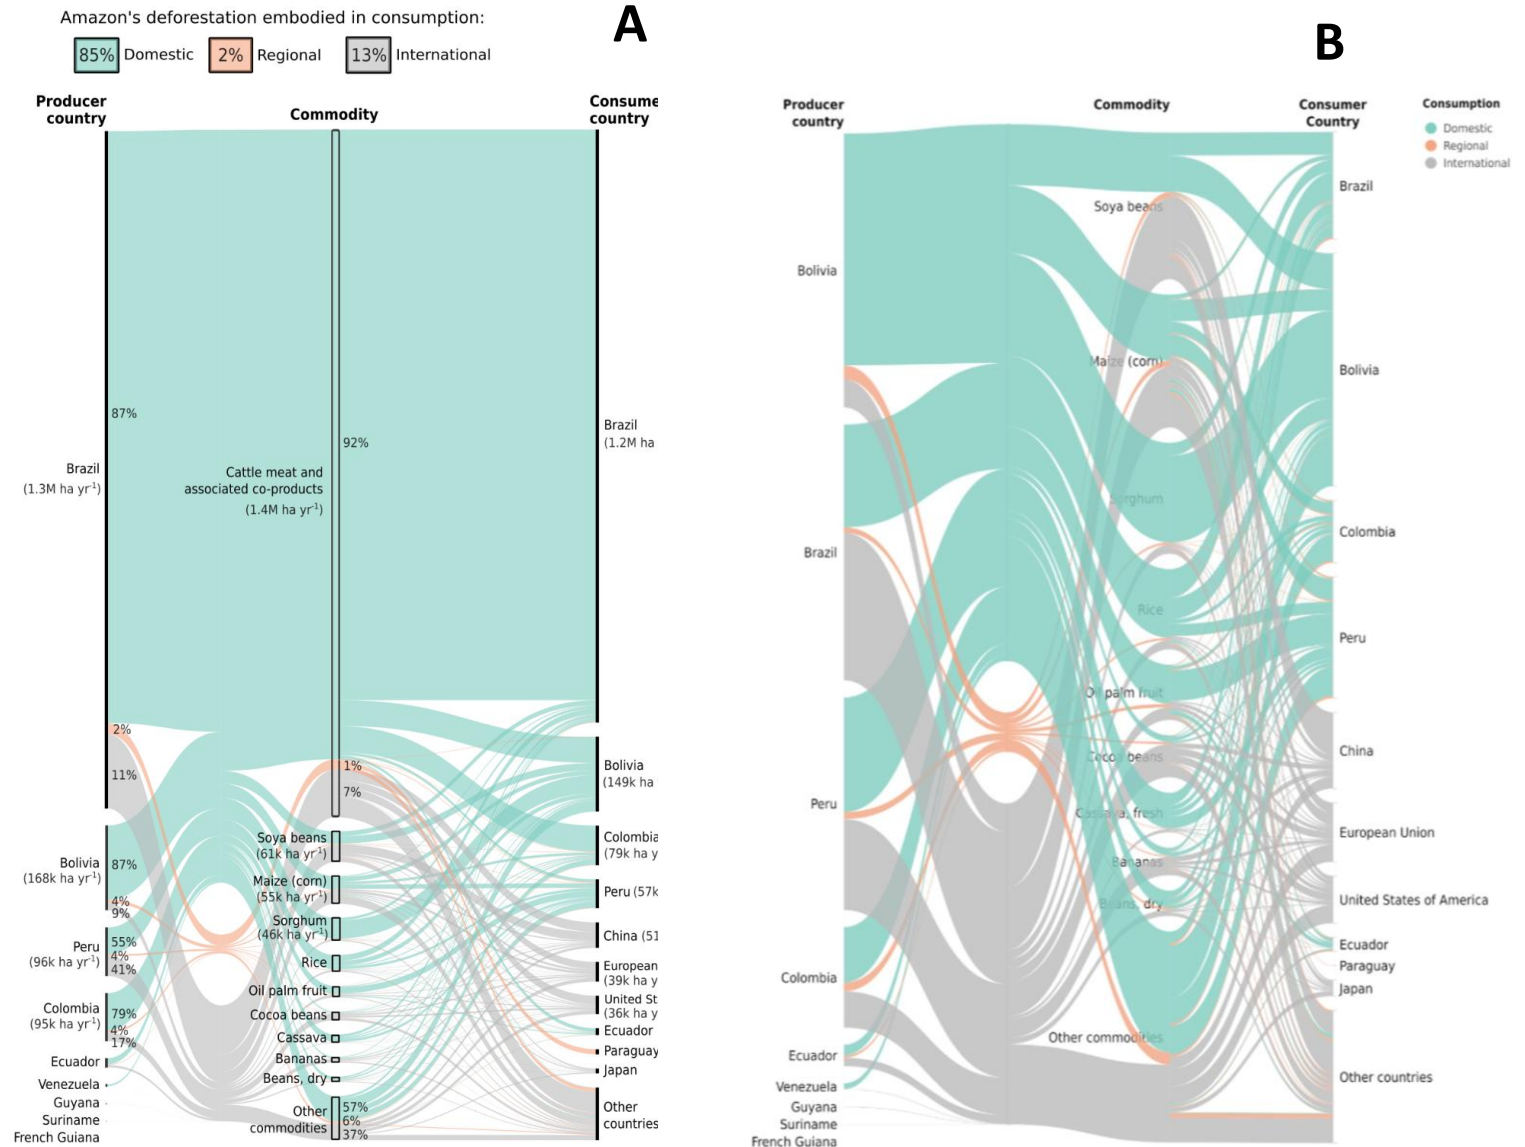 Amazon's deforestation embodied in consumption:
85% Domestic 2% Regional 13% International
A
Producer
country
Commodity
Consume
country
87%
Brazil
(1.3M ha yr-1)
2%
11%
Cattle meat and
associated co-products
(1.4M ha yr-1)
92%
1%
7%
Brazil
(1.2M ha
Bolivia
(168k ha yr-1)
87%
4%
9%
Peru
(96k ha yr-1)
55%
4%
41%
Colombia
(95k ha yr-1)
79%
4%
17%
Ecuador
Venezuela
Guyana
Suriname
French Guiana
Soya beans
(61k ha yr-1)
Maize (corn)
(55k ha yr-1)
Sorghum
(46k ha yr-1)
Rice
Oil palm fruit
Cocoa beans
Cassava
Bananas
Beans, dry
Other
commodities
57%
6%
37%
Bolivia
(149k ha
Colombia
(79k ha y
Peru (57k
China (51
European
(39k ha y
United St
(36k ha y
Ecuador
Paraguay
Japan
Other
countries
B
Producer
country
Commodity
Consumer
Country
Consumption
Domestic
Regional
International
Bolivia
Brazil
Peru
Colombia
Ecuador
Venezuela
Guyana
Suriname
French Guiana
Soya beans
Maize (corn)
Sorghum
Rice
Oil palm fruit
Cocoa beans
Cassava, fresh
Bananas
Beans, dry
Other commodities
Brazil
Bolivia
Colombia
Peru
China
European Union
United States of America
Ecuador
Paraguay
Japan
Other countries